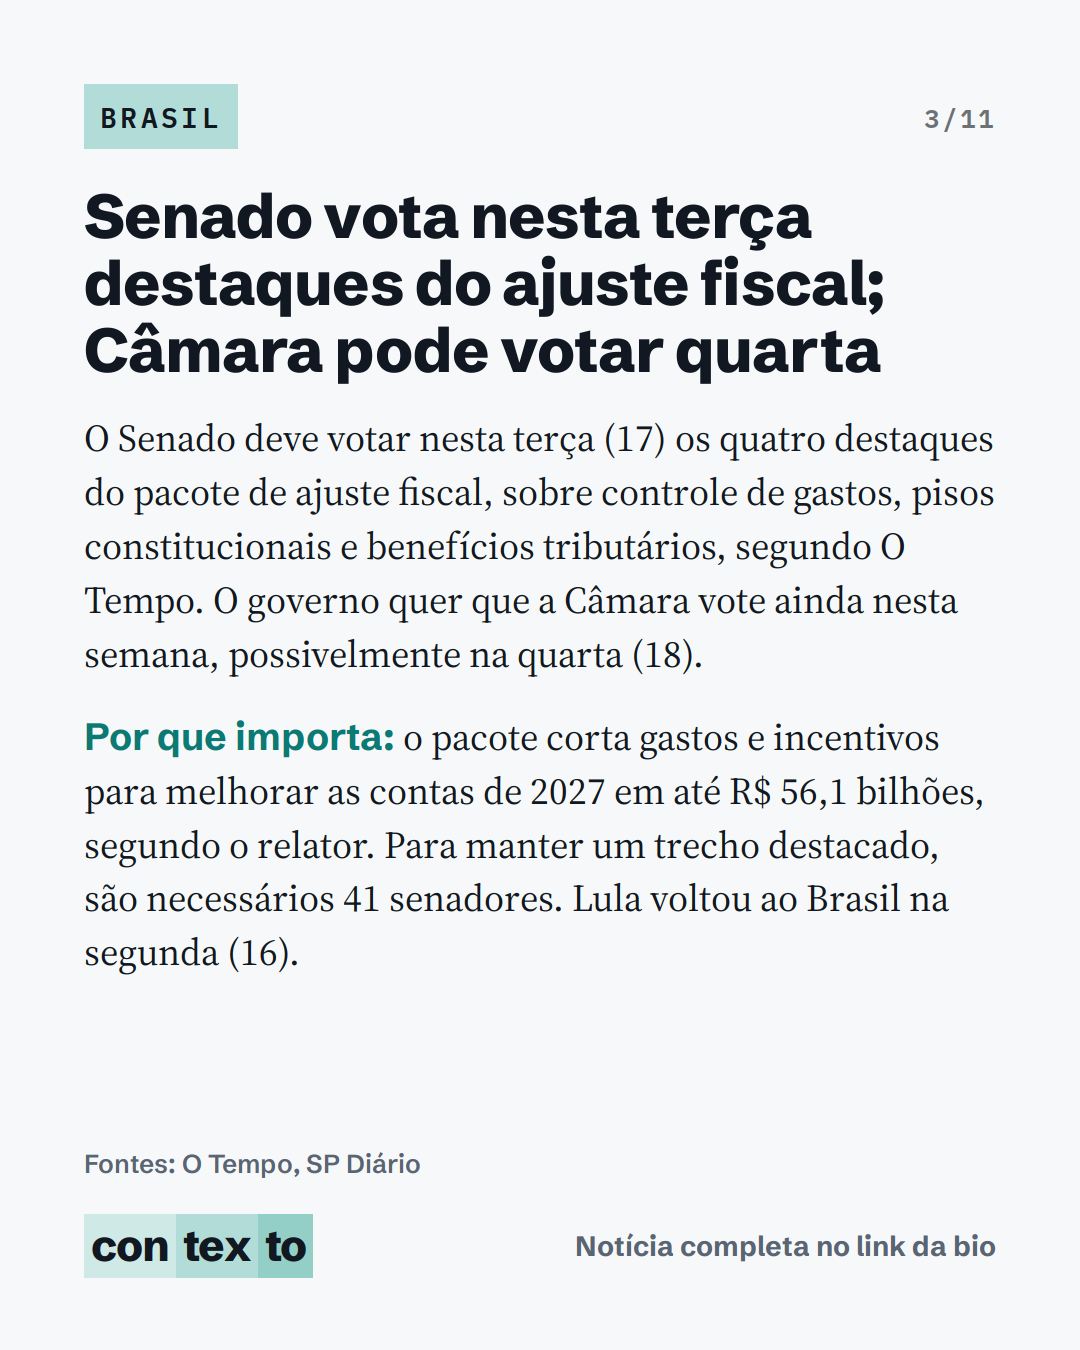 BRASIL
3/11
Senado vota nesta terça
destaques do ajuste fiscal;
Câmara pode votar quarta
O Senado deve votar nesta terça (17) os quatro destaques
do pacote de ajuste fiscal, sobre controle de gastos, pisos
constitucionais e benefícios tributários, segundo O
Tempo. O governo quer que a Câmara vote ainda nesta
semana, possivelmente na quarta (18).
Por que importa: o pacote corta gastos e incentivos
para melhorar as contas de 2027 em até R$ 56,1 bilhões,
segundo o relator. Para manter um trecho destacado,
são necessários 41 senadores. Lula voltou ao Brasil na
segunda (16).
Fontes: O Tempo, SP Diário
contexto
Notícia completa no link da bio